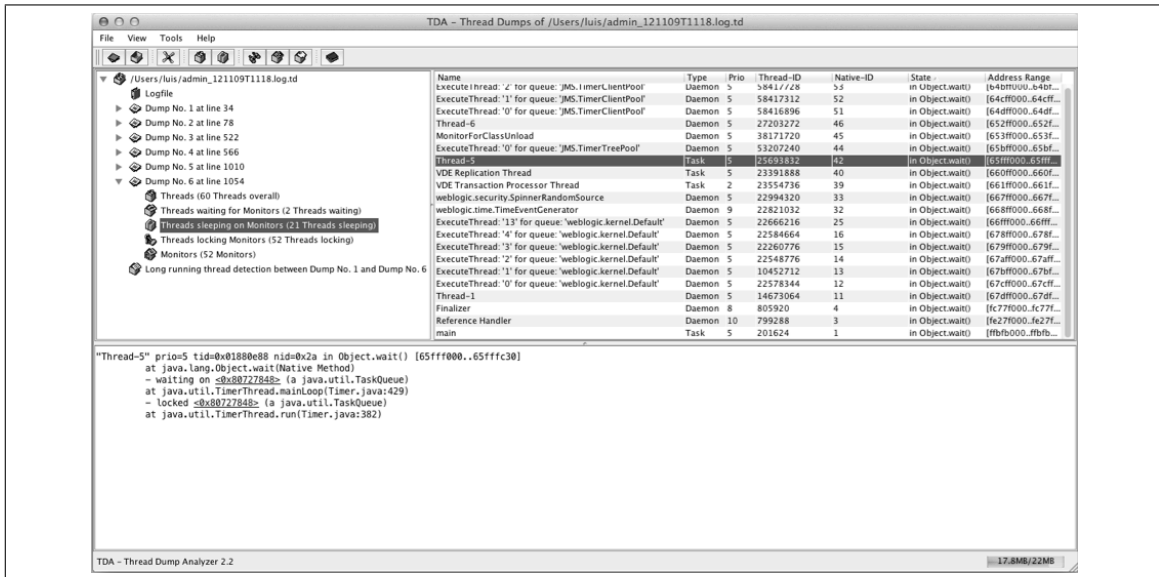 TDA – Thread Dumps of /Users/luis/admin_121109T1118.log.td
File View Tools Help
/Users/luis/admin_121109T1118.log.td
Logfile
Dump No. 1 at line 34
Dump No. 2 at line 78
Dump No. 3 at line 522
Dump No. 4 at line 566
Dump No. 5 at line 1010
Dump No. 6 at line 1054
Threads (60 Threads overall)
Threads waiting for Monitors (2 Threads waiting)
Threads sleeping on Monitors (21 Threads sleeping)
Threads locking Monitors (52 Threads locking)
Monitors (52 Monitors)
Long running thread detection between Dump No. 1 and Dump No. 6
Name Type Prio Thread-ID Native-ID State Address Range
ExecuteThread: '2' for queue: 'JMS.TimerClientPool' Daemon 5 58417728 53 in Object.wait() [64bff000..64bf...
ExecuteThread: '1' for queue: 'JMS.TimerClientPool' Daemon 5 58417312 52 in Object.wait() [64cff000..64cff...
ExecuteThread: '0' for queue: 'JMS.TimerClientPool' Daemon 5 58416896 51 in Object.wait() [64dff000..64df...
Thread-6 Daemon 5 27203272 46 in Object.wait() [652ff000..652f...
MonitorForClassUnload Daemon 5 38171720 45 in Object.wait() [653ff000..653f...
ExecuteThread: '0' for queue: 'JMS.TimerTreePool' Daemon 5 53207240 44 in Object.wait() [65bff000..65bf...
Thread-5 Task 5 25693832 42 in Object.wait() [65fff000..65fff...
VDE Replication Thread Task 5 23391888 40 in Object.wait() [660ff000..660f...
VDE Transaction Processor Thread Task 2 23554736 39 in Object.wait() [661ff000..661f...
weblogic.security.SpinnerRandomSource Daemon 5 22994320 33 in Object.wait() [667ff000..667f...
weblogic.time.TimeEventGenerator Daemon 9 22821032 32 in Object.wait() [668ff000..668f...
ExecuteThread: '13' for queue: 'weblogic.kernel.Default' Daemon 5 22666216 25 in Object.wait() [66fff000..66fff...
ExecuteThread: '4' for queue: 'weblogic.kernel.Default' Daemon 5 22584664 16 in Object.wait() [678ff000..678f...
ExecuteThread: '3' for queue: 'weblogic.kernel.Default' Daemon 5 22260776 15 in Object.wait() [679ff000..679f...
ExecuteThread: '2' for queue: 'weblogic.kernel.Default' Daemon 5 22548776 14 in Object.wait() [67aff000..67aff...
ExecuteThread: '1' for queue: 'weblogic.kernel.Default' Daemon 5 10452712 13 in Object.wait() [67bff000..67bf...
ExecuteThread: '0' for queue: 'weblogic.kernel.Default' Daemon 5 22578344 12 in Object.wait() [67cff000..67cff...
Thread-1 Daemon 5 14673064 11 in Object.wait() [67dff000..67df...
Finalizer Daemon 8 805920 4 in Object.wait() [fc77f000..fc77f...
Reference Handler Daemon 10 799288 3 in Object.wait() [fe27f000..fe27f...
main Task 5 201624 1 in Object.wait() [ffbfb000..ffbfb...
"Thread-5" prio=5 tid=0x01880e88 nid=0x2a in Object.wait() [65fff000..65fffc30]
at java.lang.Object.wait(Native Method)
- waiting on <0x80727848> (a java.util.TaskQueue)
at java.util.TimerThread.mainLoop(Timer.java:429)
- locked <0x80727848> (a java.util.TaskQueue)
at java.util.TimerThread.run(Timer.java:382)
TDA – Thread Dump Analyzer 2.2
17.8MB/22MB